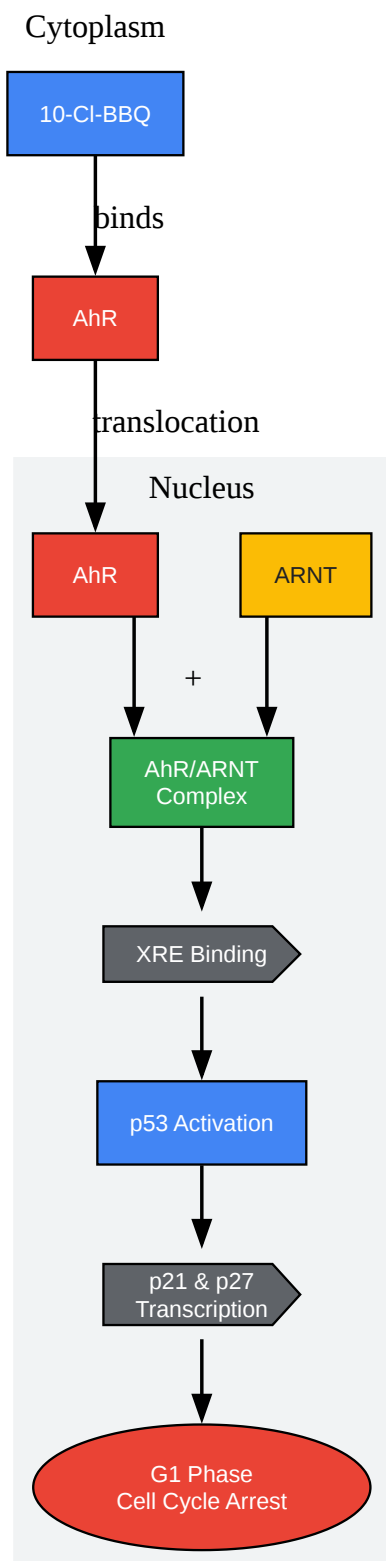 Cytoplasm
10-Cl-BBQ
binds
AhR
translocation
Nucleus
AhR
ARNT
+
AhR/ARNT
Complex
XRE Binding
p53 Activation
p21 & p27
Transcription
G1 Phase
Cell Cycle Arrest